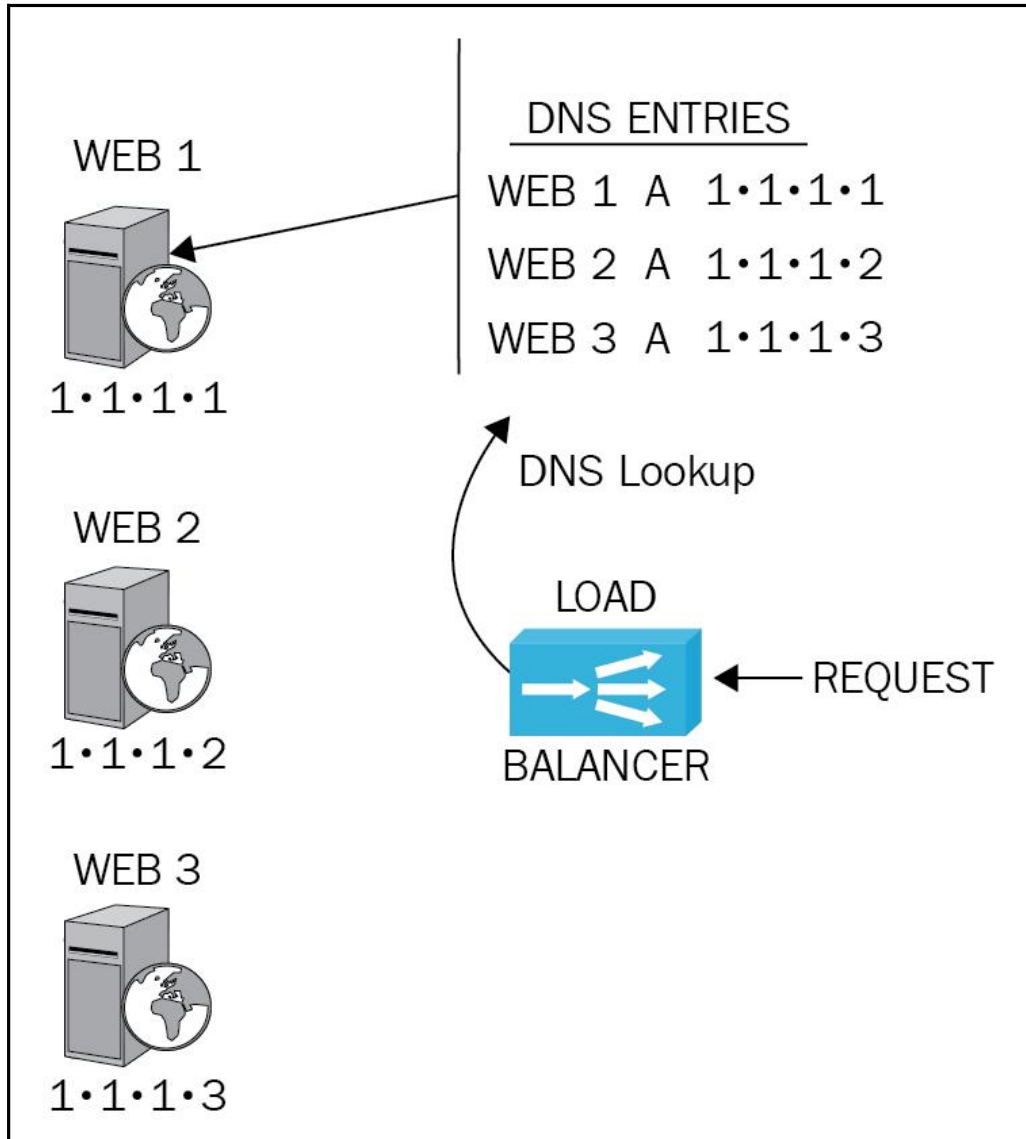 WEB 1
1•1•1•1
WEB 2
1•1•1•2
WEB 3
1•1•1•3
DNS ENTRIES
WEB 1 A 1•1•1•1
WEB 2 A 1•1•1•2
WEB 3 A 1•1•1•3
DNS Lookup
LOAD
BALANCER
REQUEST